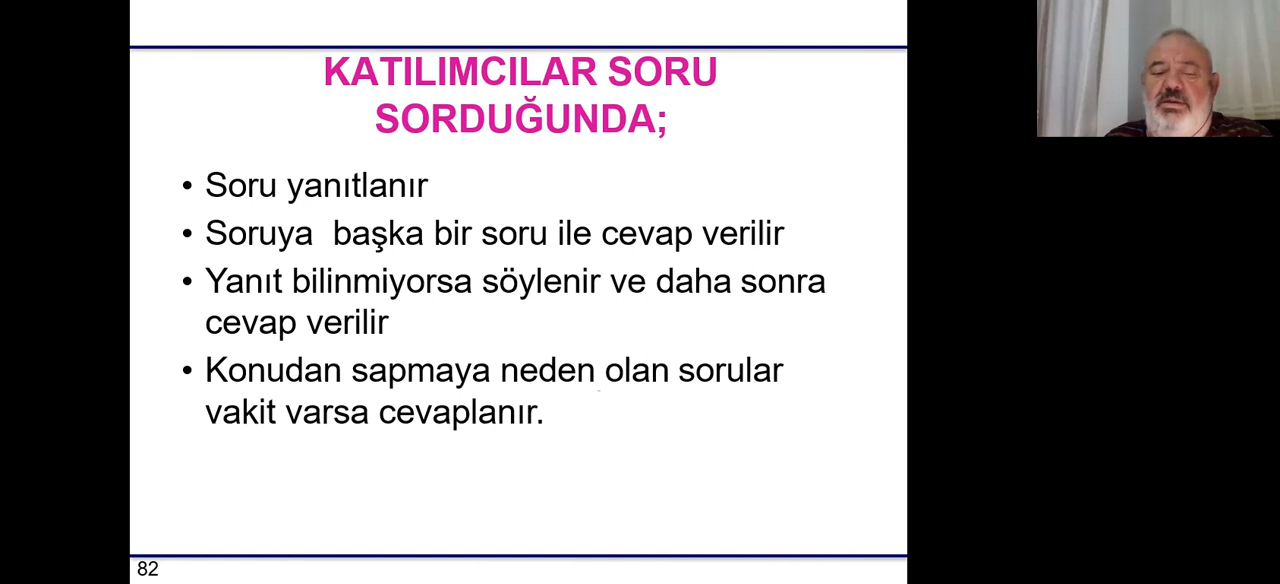 KATILIMCILAR SORU
SORDUĞUNDA;
• Soru yanıtlanır
• Soruya başka bir soru ile cevap verilir
• Yanıt bilinmiyorsa söylenir ve daha sonra
cevap verilir
• Konudan sapmaya neden olan sorular
vakit varsa cevaplanır.
82